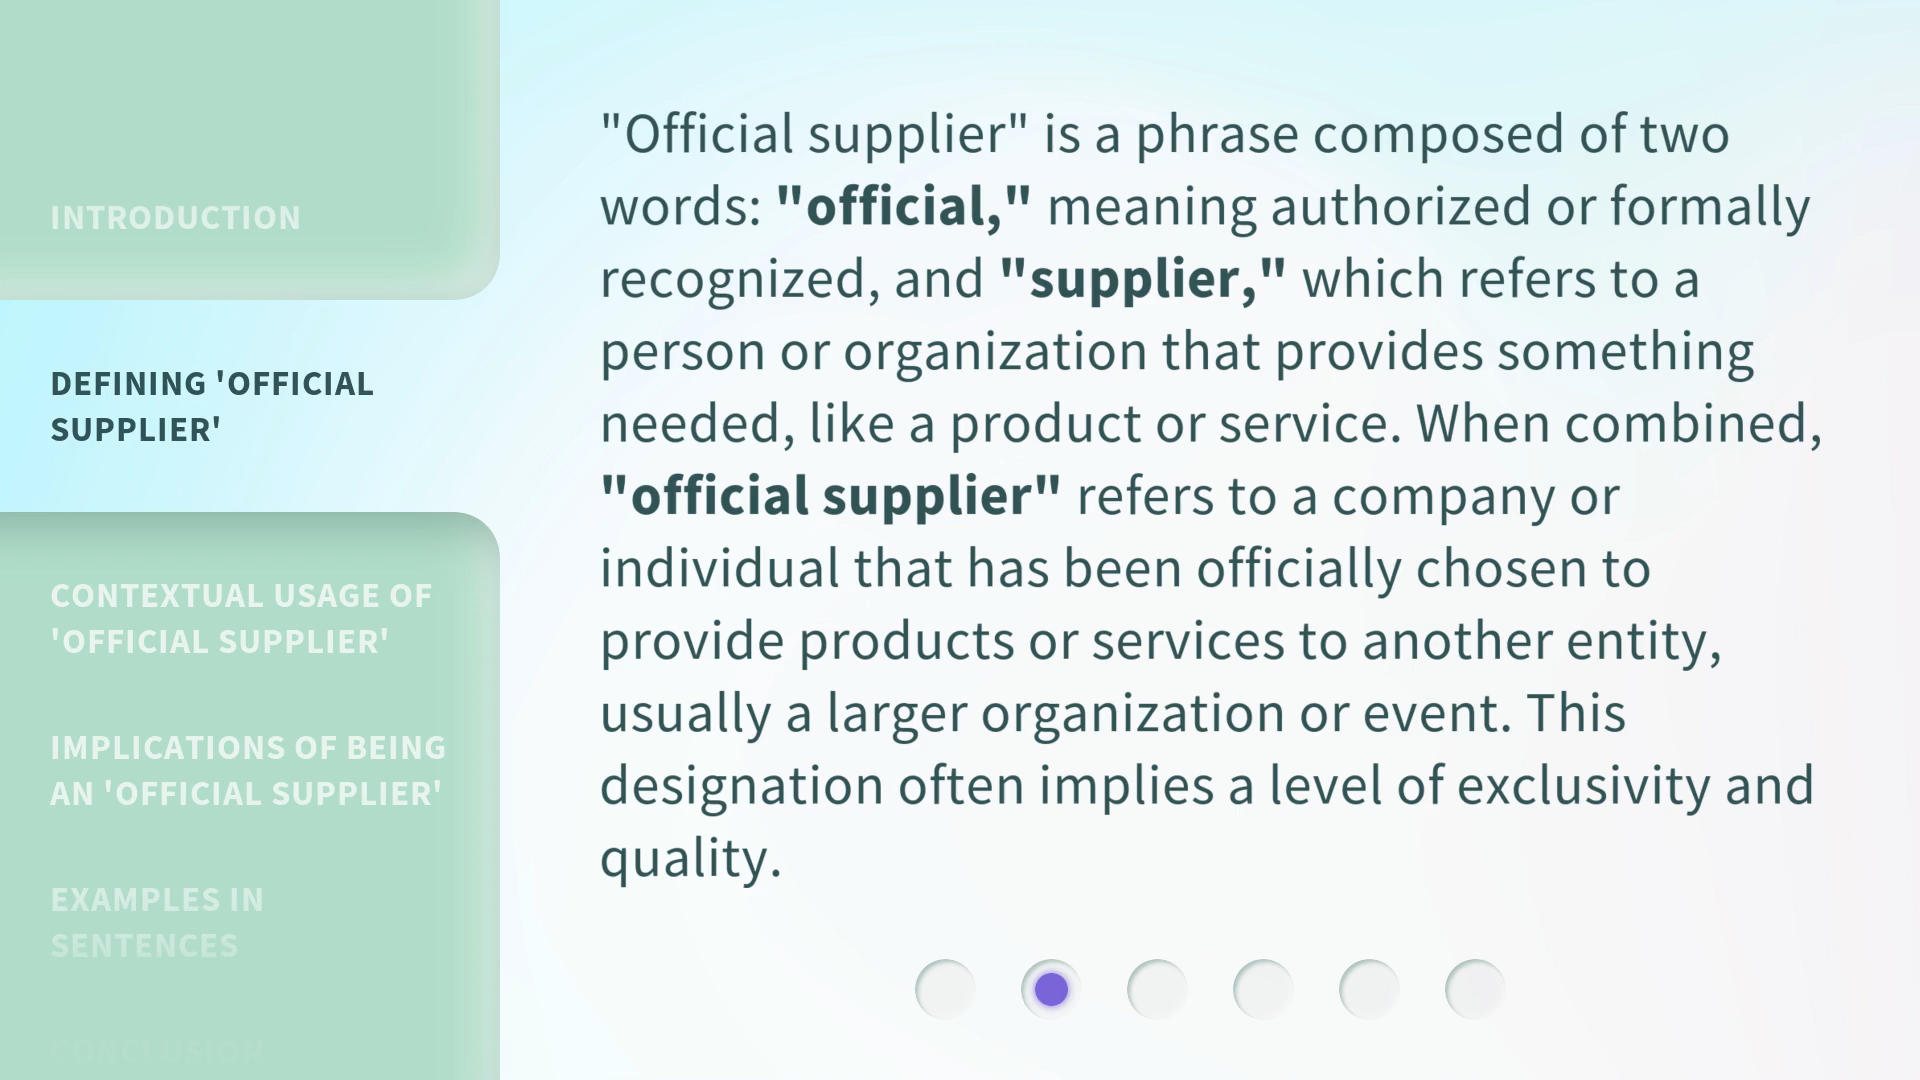 INTRODUCTION
DEFINING 'OFFICIAL
SUPPLIER'
CONTEXTUAL USAGE OF
'OFFICIAL SUPPLIER'
IMPLICATIONS OF BEING
AN 'OFFICIAL SUPPLIER'
EXAMPLES IN
SENTENCES
CONCLUSION
"Official supplier" is a phrase composed of two
words: "official," meaning authorized or formally
recognized, and "supplier," which refers to a
person or organization that provides something
needed, like a product or service. When combined,
"official supplier" refers to a company or
individual that has been officially chosen to
provide products or services to another entity,
usually a larger organization or event. This
designation often implies a level of exclusivity and
quality.